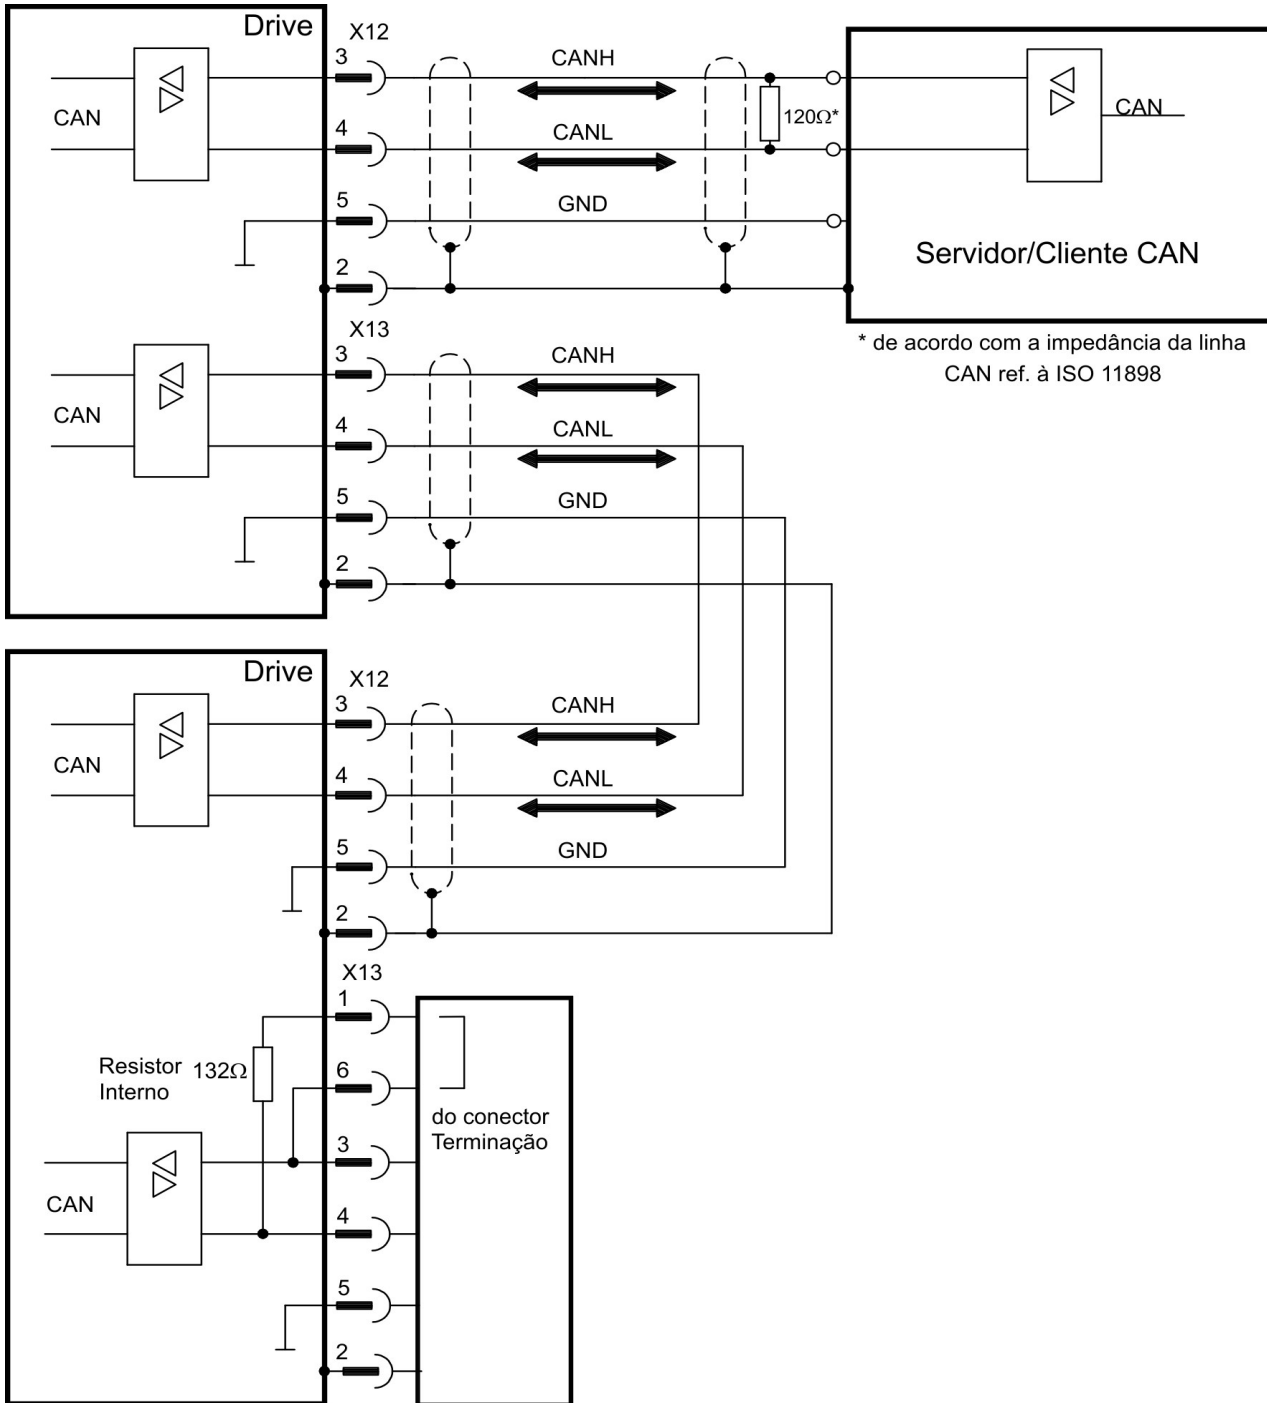 Drive
X12
3
CANH
CAN
120Ω*
CAN
4
CANL
5
GND
Servidor/Cliente CAN
2
X13
* de acordo com a impedância da linha
CAN ref. à ISO 11898
3
CANH
CAN
4
CANL
5
GND
2
Drive
X12
3
CANH
CAN
4
CANL
5
GND
2
X13
1
Resistor
Interno
132Ω
6
do conector
Terminação
3
CAN
4
5
2